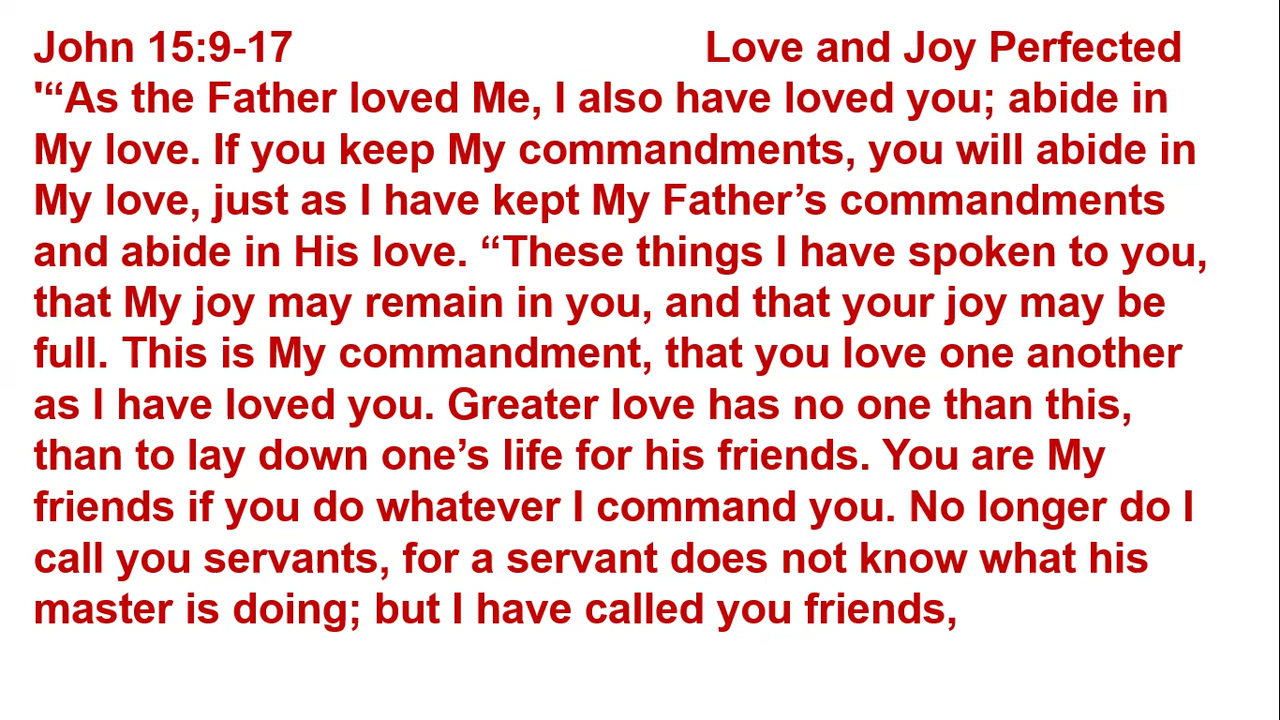 John 15:9-17 Love and Joy Perfected
'“As the Father loved Me, I also have loved you; abide in
My love. If you keep My commandments, you will abide in
My love, just as I have kept My Father’s commandments
and abide in His love. “These things I have spoken to you,
that My joy may remain in you, and that your joy may be
full. This is My commandment, that you love one another
as I have loved you. Greater love has no one than this,
than to lay down one’s life for his friends. You are My
friends if you do whatever I command you. No longer do I
call you servants, for a servant does not know what his
master is doing; but I have called you friends,